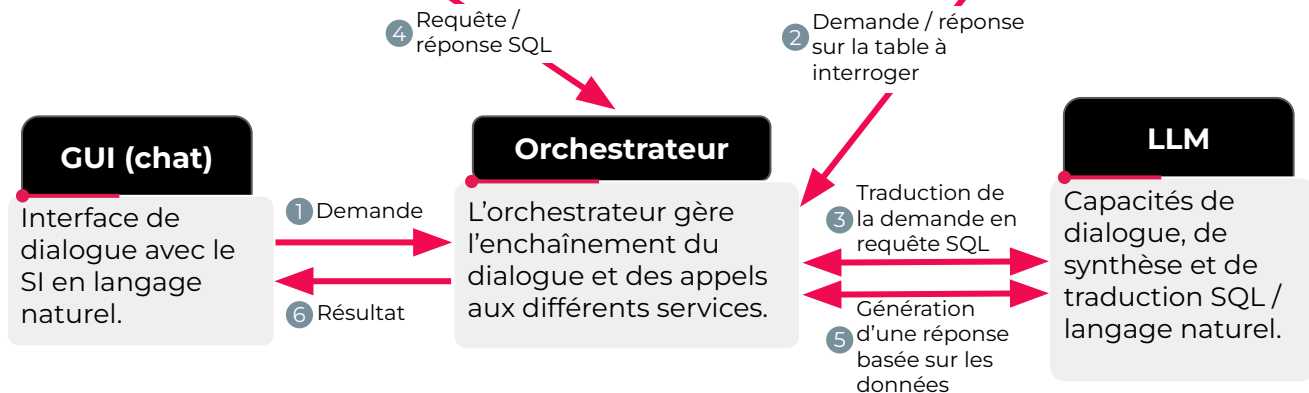 4
Requête /
réponse SQL
2
Demande / réponse
sur la table à
interroger
GUI (chat)
Interface de
dialogue avec le
SI en langage
naturel.
1 Demande
6 Résultat
Orchestrateur
L'orchestrateur gère
l'enchaînement du
dialogue et des appels
aux différents services.
3
Traduction de
la demande en
requête SQL
5
Génération
d'une réponse
basée sur les
données
LLM
Capacités de
dialogue, de
synthèse et de
traduction SQL /
langage naturel.